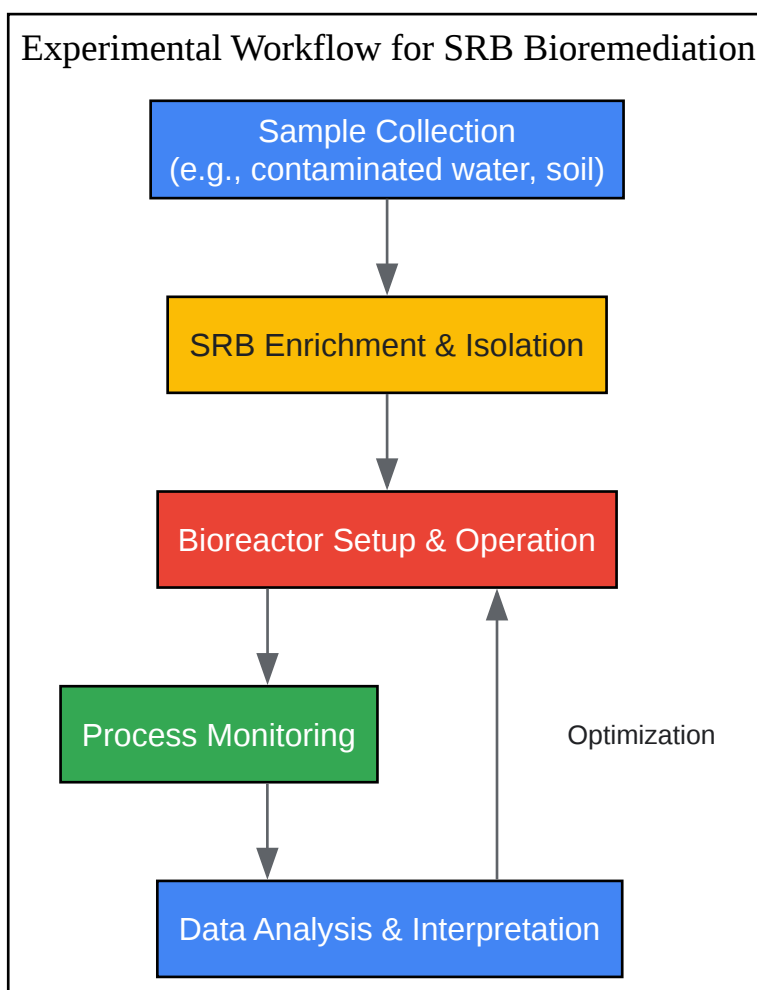 Experimental Workflow for SRB Bioremediation
Sample Collection
(e.g., contaminated water, soil)
SRB Enrichment & Isolation
Bioreactor Setup & Operation
Process Monitoring
Optimization
Data Analysis & Interpretation